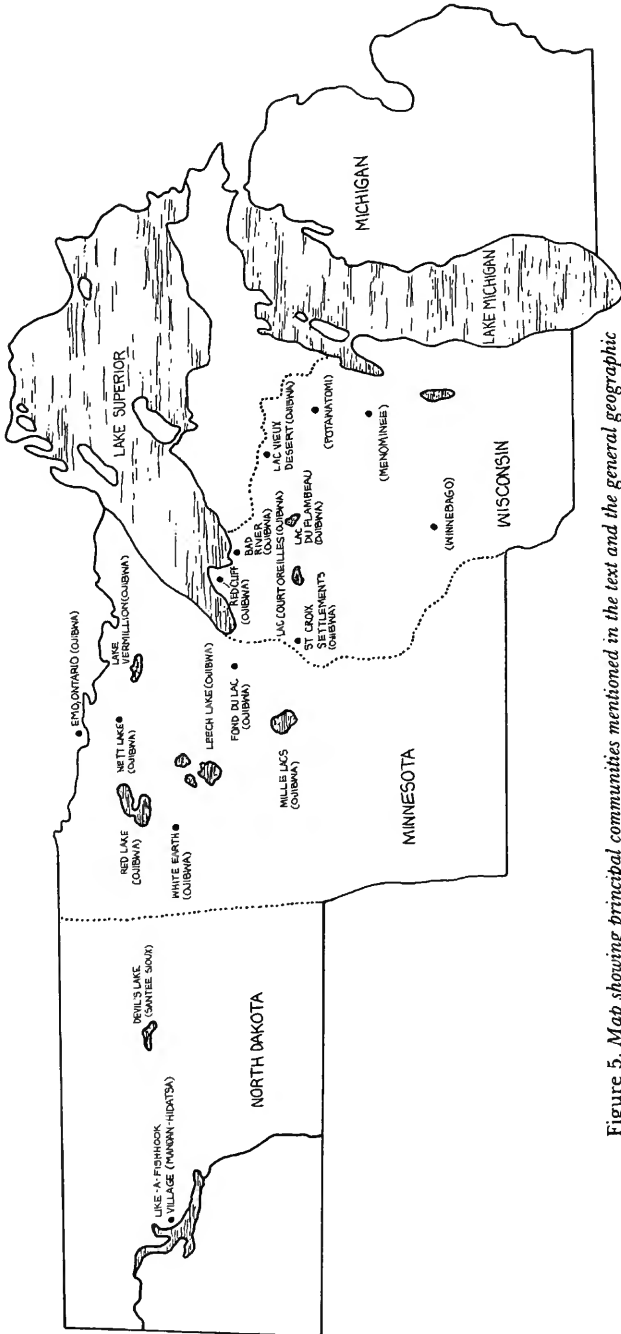 LIKE-A-FISHHOOK
VILLAGE (MANDAN-HIDATSA)
DEVIL'S LAKE
(SANTEE SIOUX)
NORTH DAKOTA
RED LAKE
(OJIBWA)
WHITE EARTH
(OJIBWA)
NETT LAKE
(OJIBWA)
EMO, ONTARIO (OJIBWA)
LAKE
VERMILLION (OJIBWA)
LEECH LAKE (OJIBWA)
FOND DU LAC
(OJIBWA)
MILLE LACS
(OJIBWA)
MINNESOTA
LAKE SUPERIOR
RED CLIFF
(OJIBWA)
BAD
RIVER
(OJIBWA)
LAC COURT OREILLES (OJIBWA)
ST CROIX
SETTLEMENTS
(OJIBWA)
LAC
DU FLAMBEAU
(OJIBWA)
LAC VIEUX
DESERT (OJIBWA)
(POTANATOMI)
(MENOMINEE)
(WINNEBAGO)
WISCONSIN
LAKE MICHIGAN
MICHIGAN
Figure 5. Map showing principal communities mentioned in the text and the general geographic